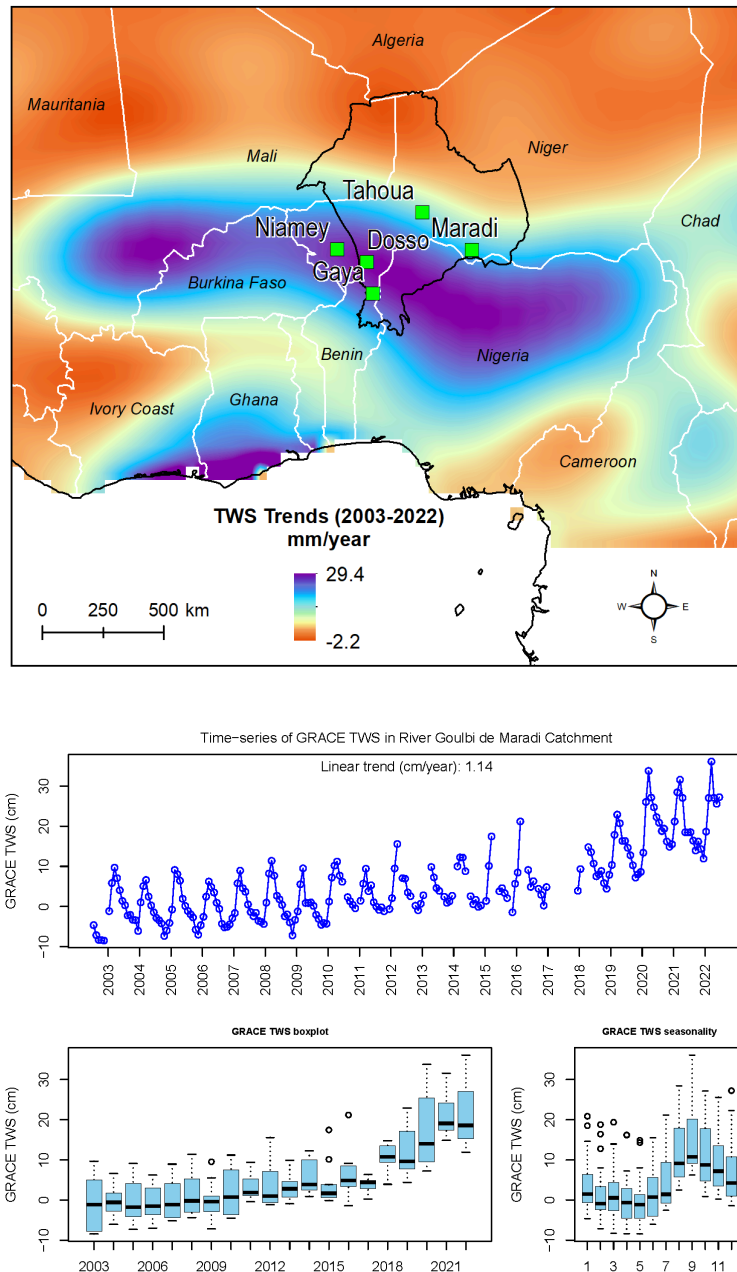 Algeria
Mauritania
Mali
Niger
Tahoua
Chad
Niamey
Maradi
Dosso
Gaya
Burkina Faso
Benin
Nigeria
Ghana
Ivory Coast
Cameroon
TWS Trends (2003-2022)
mm/year
29.4
-2.2
0 250 500 km
N
W E
S
Time-series of GRACE TWS in River Goulbi de Maradi Catchment
Linear trend (cm/year): 1.14
GRACE TWS (cm)
30
20
10
0
-10
2003 2004 2005 2006 2007 2008 2009 2010 2011 2012 2013 2014 2015 2016 2017 2018 2019 2020 2021 2022
GRACE TWS boxplot
GRACE TWS (cm)
30
20
10
0
-10
2003 2006 2009 2012 2015 2018 2021
GRACE TWS seasonality
GRACE TWS (cm)
30
20
10
0
-10
1 3 5 7 9 11